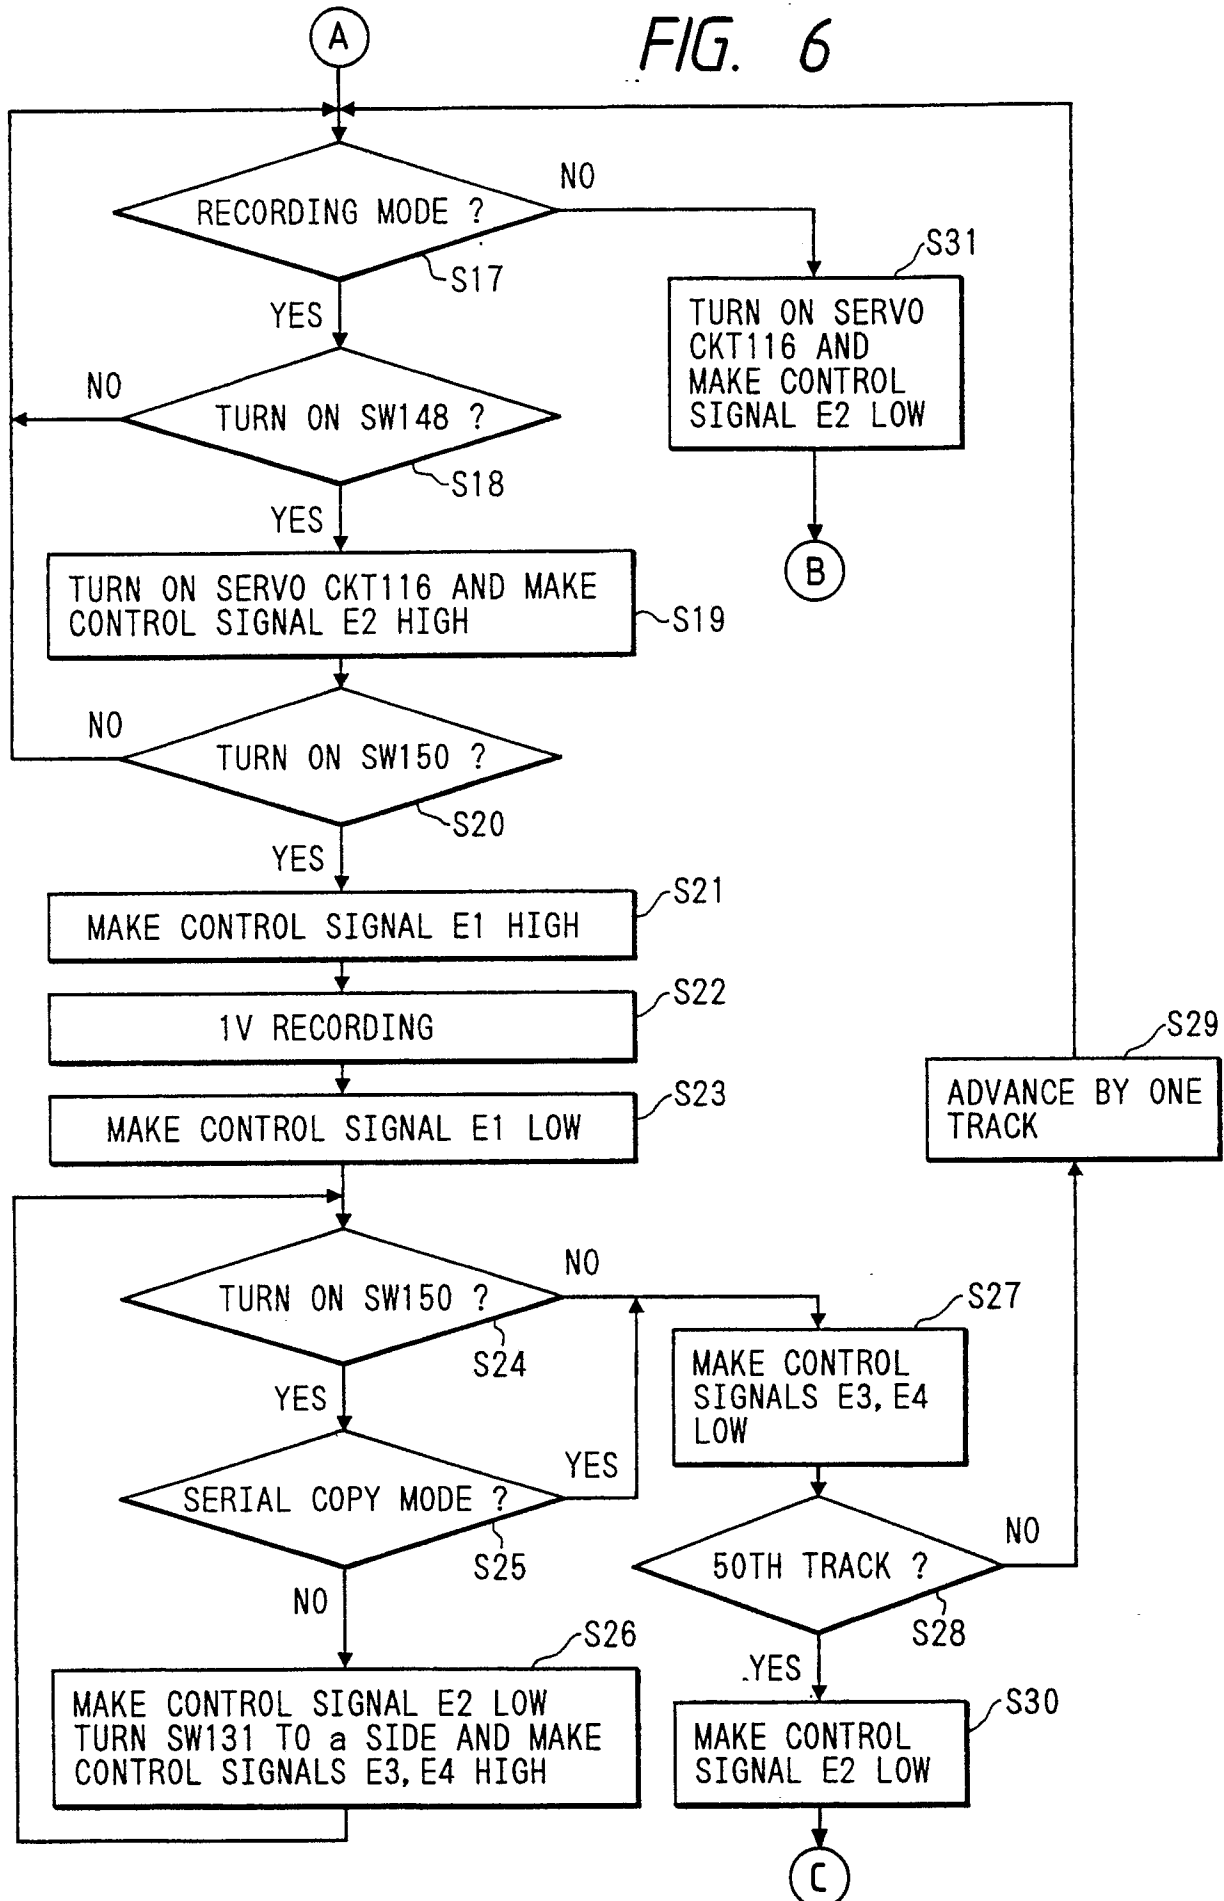 FIG. 6
A
RECORDING MODE ?
NO
S17
YES
S31
TURN ON SERVO
CKT116 AND
MAKE CONTROL
SIGNAL E2 LOW
B
NO
TURN ON SW148 ?
S18
YES
TURN ON SERVO CKT116 AND MAKE
CONTROL SIGNAL E2 HIGH
S19
NO
TURN ON SW150 ?
S20
YES
S21
MAKE CONTROL SIGNAL E1 HIGH
S22
1V RECORDING
S23
MAKE CONTROL SIGNAL E1 LOW
S29
ADVANCE BY ONE
TRACK
TURN ON SW150 ?
NO
S24
YES
S27
MAKE CONTROL
SIGNALS E3, E4
LOW
SERIAL COPY MODE ?
YES
S25
NO
50TH TRACK ?
NO
S28
YES
S26
MAKE CONTROL SIGNAL E2 LOW
TURN SW131 TO a SIDE AND MAKE
CONTROL SIGNALS E3, E4 HIGH
S30
MAKE CONTROL
SIGNAL E2 LOW
C